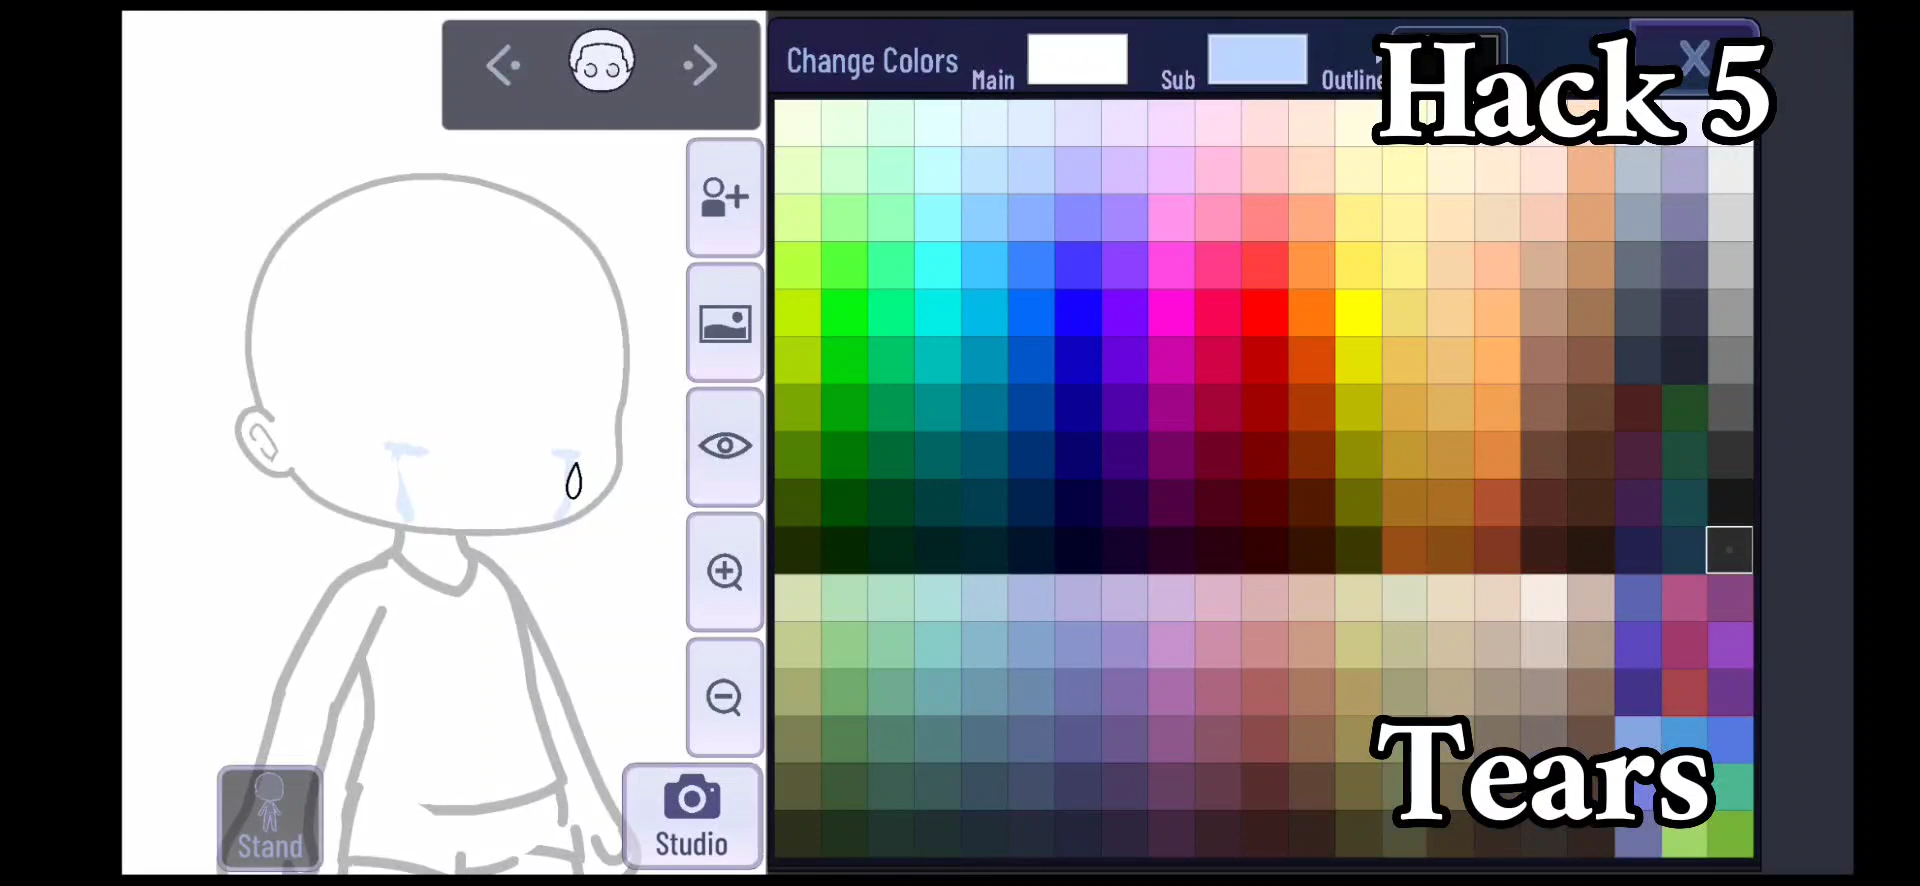 Change Colors
Main
Sub
Outline
Hack 5
Stand
Studio
Tears